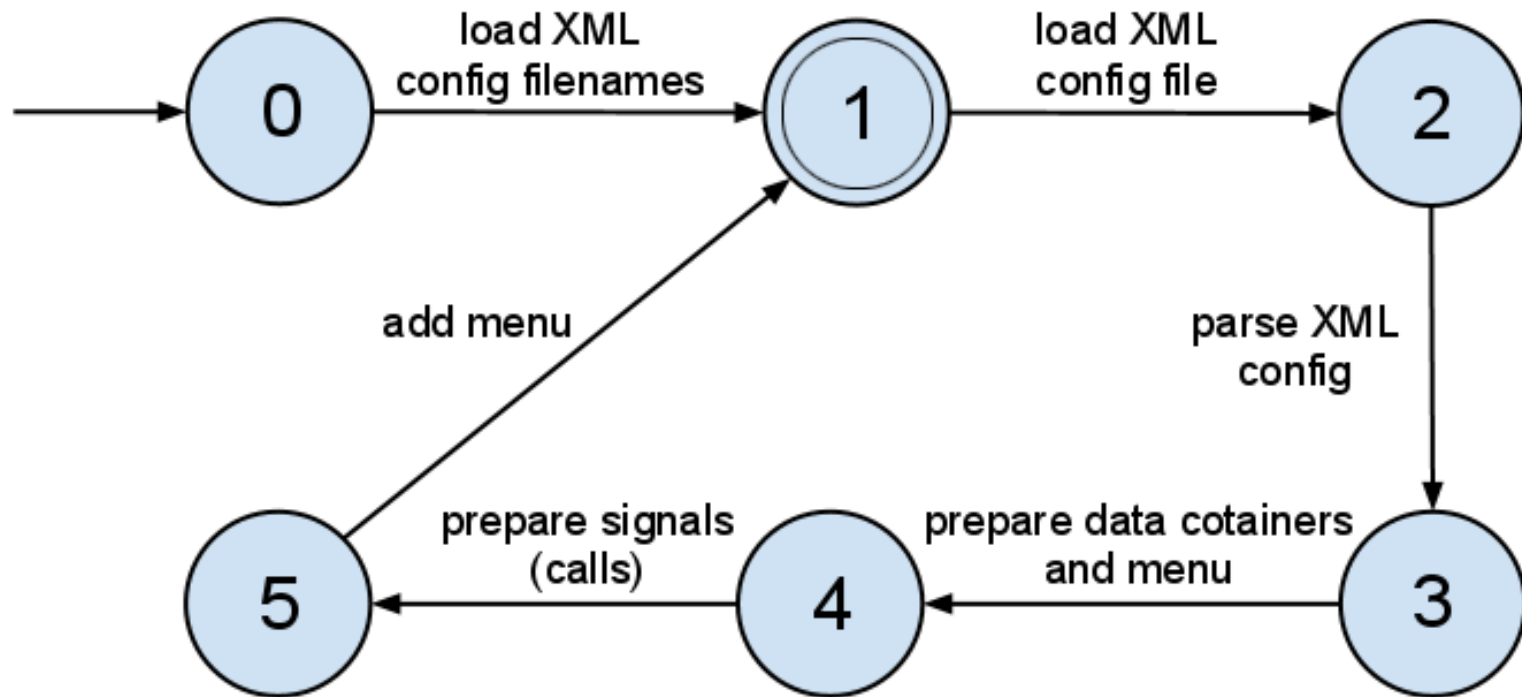 load XML
config filenames
load XML
config file
0
1
2
add menu
parse XML
config
prepare signals
(calls)
prepare data cotainers
and menu
5
4
3